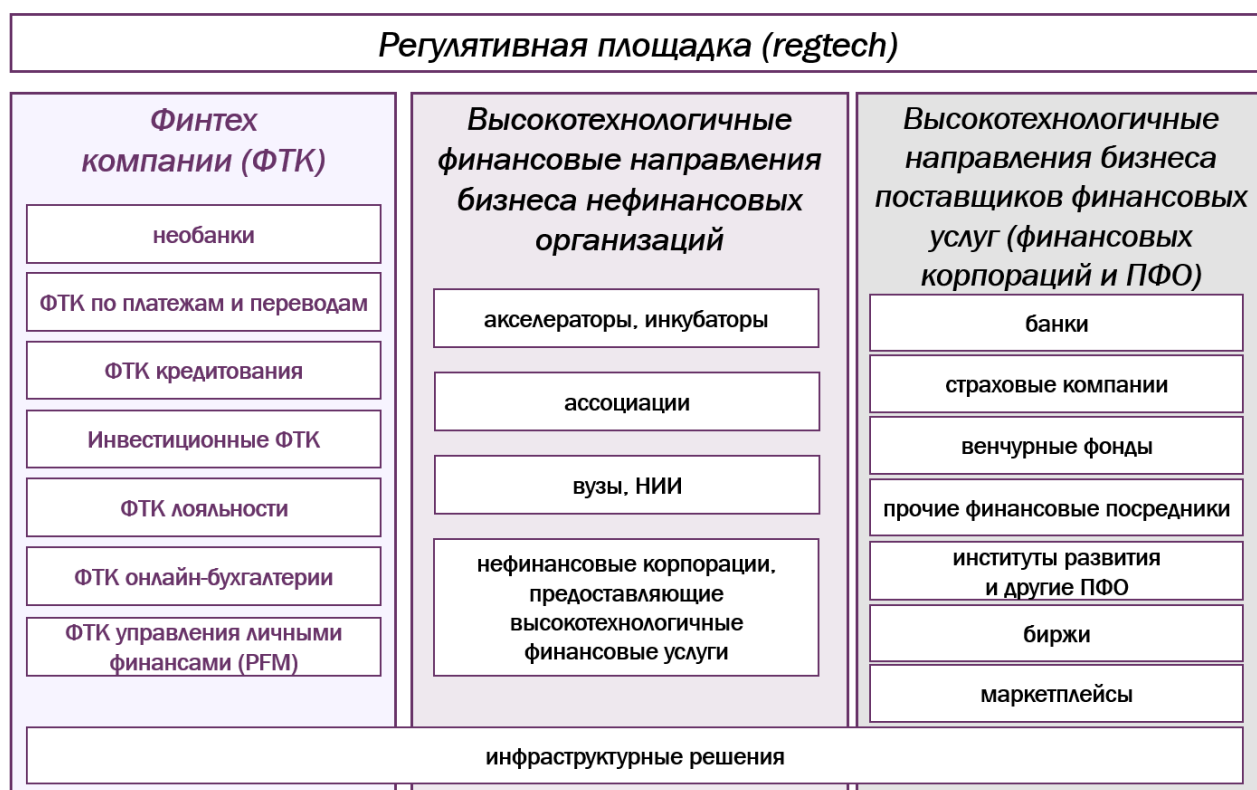 Регулятивная площадка (regtech)
Финтех
компании (ФТК)
необанки
ФТК по платежам и переводам
ФТК кредитования
Инвестиционные ФТК
ФТК лояльности
ФТК онлайн-бухгалтерии
ФТК управления личными
финансами (PFM)
Высокотехнологичные
финансовые направления
бизнеса нефинансовых
организаций
акселераторы, инкубаторы
ассоциации
вузы, НИИ
нефинансовые корпорации,
предоставляющие
высокотехнологичные
финансовые услуги
Высокотехнологичные
направления бизнеса
поставщиков финансовых
услуг (финансовых
корпораций и ПФО)
банки
страховые компании
венчурные фонды
прочие финансовые посредники
институты развития
и другие ПФО
биржи
маркетплейсы
инфраструктурные решения